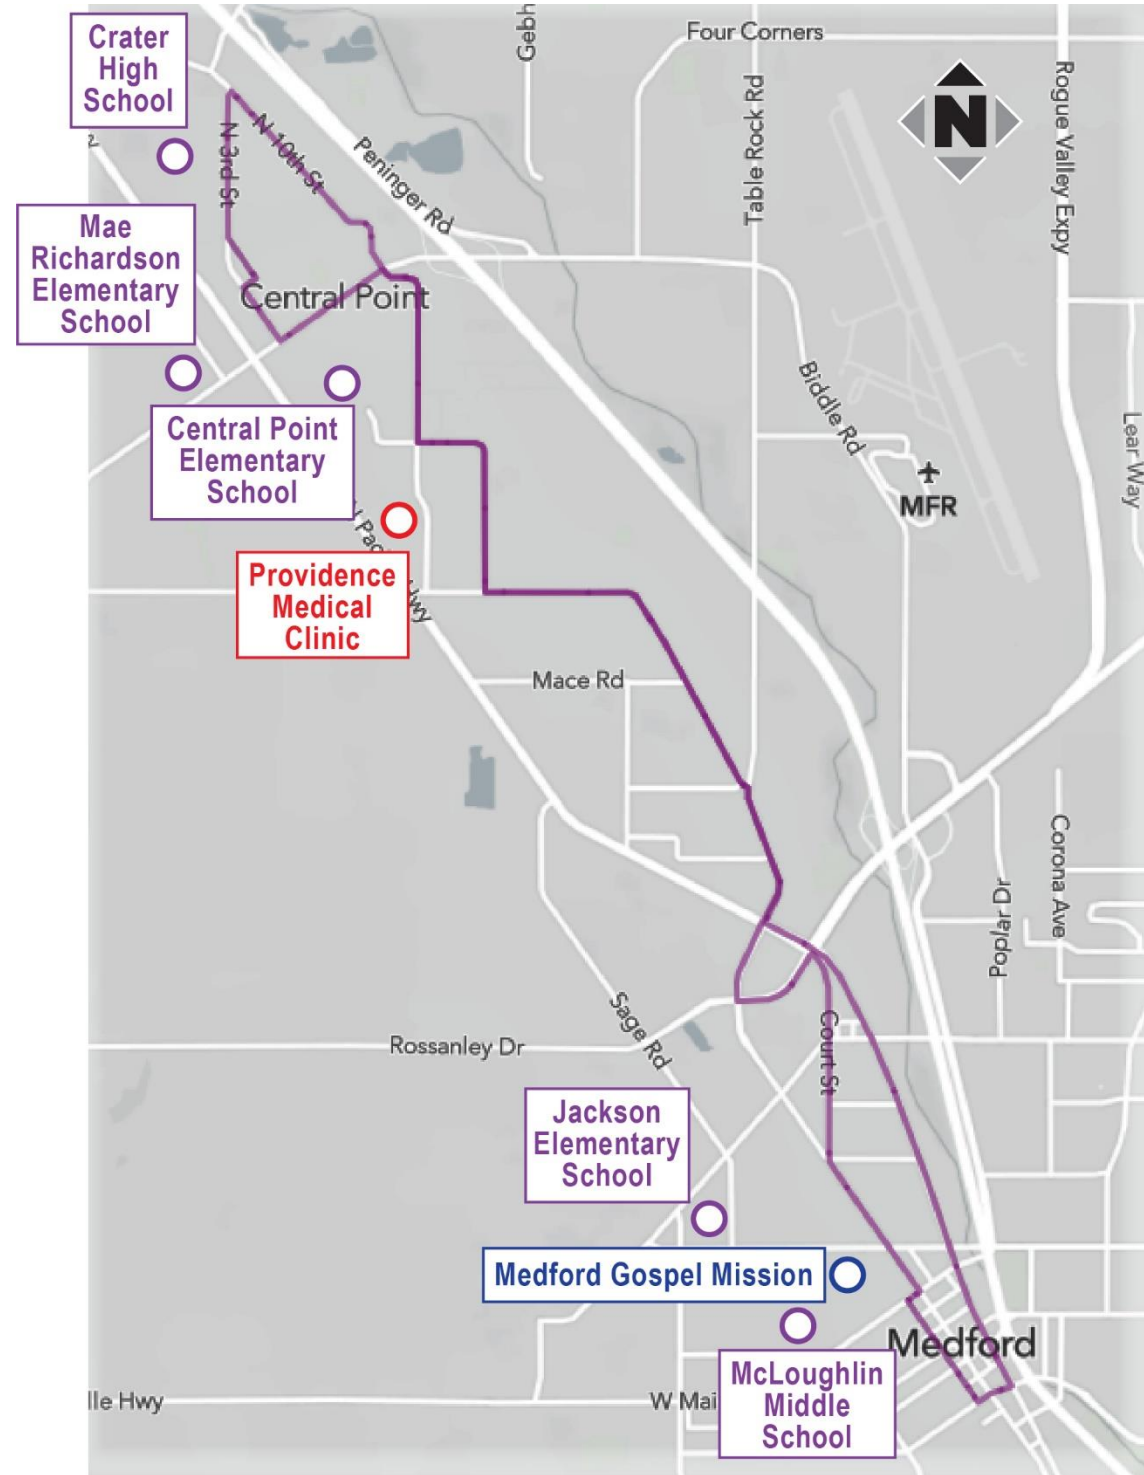 Crater
High
School
Gebh
Four Corners
Table Rock Rd
Rogue Valley Expy
N
N 3rd St
N 10th St
Peninger Rd
Mae
Richardson
Elementary
School
Central Point
Biddle Rd
Lear Way
Central Point
Elementary
School
MFR
Hwy
Providence
Medical
Clinic
Mace Rd
Corona Ave
Poplar Dr
Sage Rd
Court St
Rossanley Dr
Jackson
Elementary
School
Medford Gospel Mission
Medford
McLoughlin
Middle
School
lle Hwy
W Mai